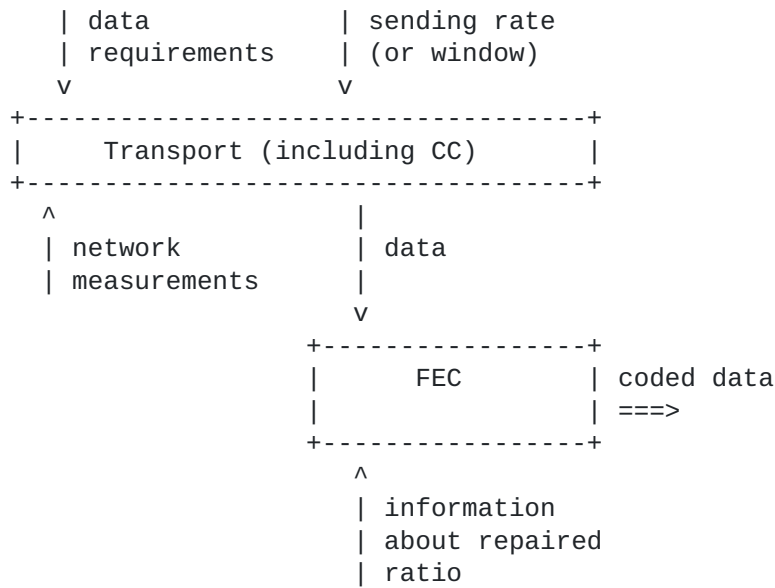 | data | sending rate
| requirements | (or window)
v v
+------------------------------------+
| Transport (including CC) |
+------------------------------------+
^ |
| network | data
| measurements |
v
+-----------------+
| FEC | coded data
| | ===>
+-----------------+
^
| information
| about repaired
| ratio